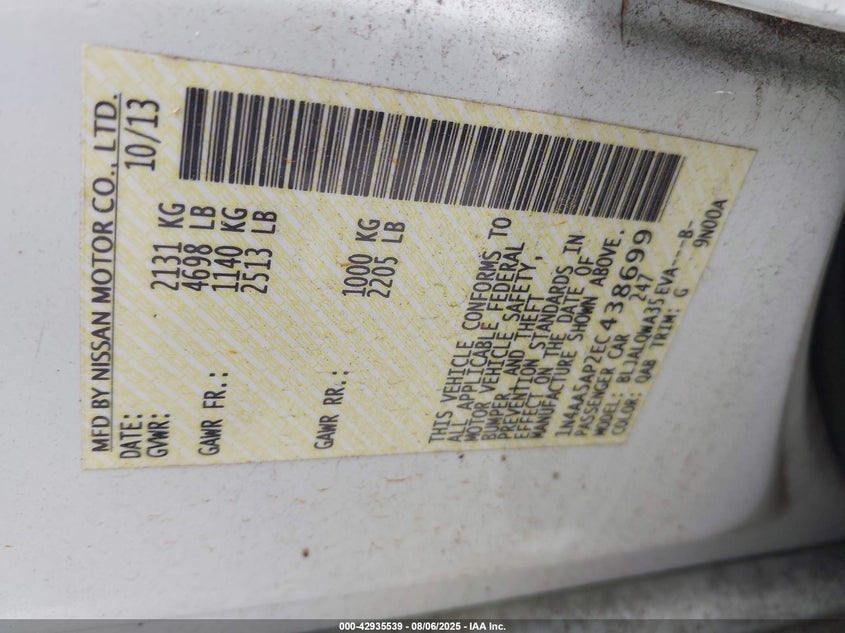 MFD BY NISSAN MOTOR CO., LTD.
DATE: 10/13
GVWR: 2131 KG
4698 LB
GAWR FR.: 1140 KG
2513 LB
GAWR RR.: 1000 KG
2205 LB
THIS VEHICLE CONFORMS TO
ALL APPLICABLE FEDERAL
MOTOR VEHICLE SAFETY,
BUMPER, AND THEFT
PREVENTION STANDARDS IN
EFFECT ON THE DATE OF
MANUFACTURE SHOWN ABOVE.
1N4AA5AP2EC438699
PASSENGER CAR 247
MODEL: BLJALQWA35EVA----B-
COLOR: QAB TRIM: G 9N00A
000-42935539 - 08/06/2025 - IAA Inc.